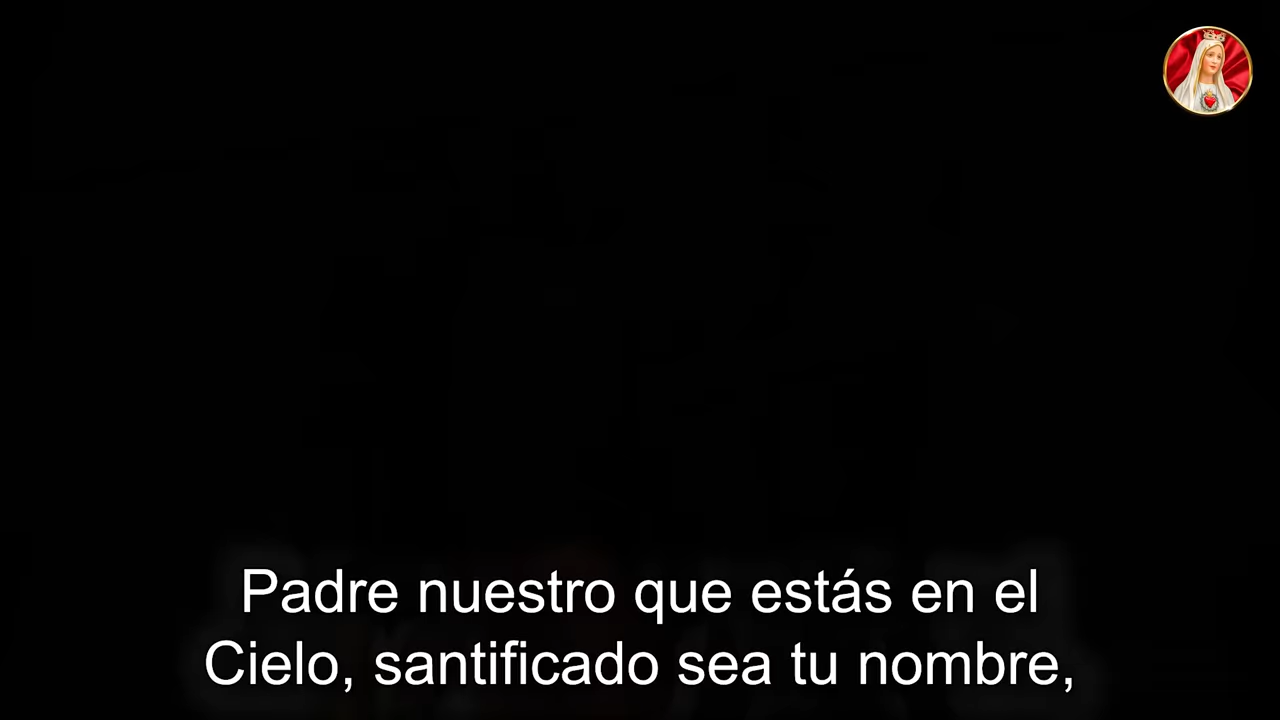 Padre nuestro que estás en el
Cielo, santificado sea tu nombre,